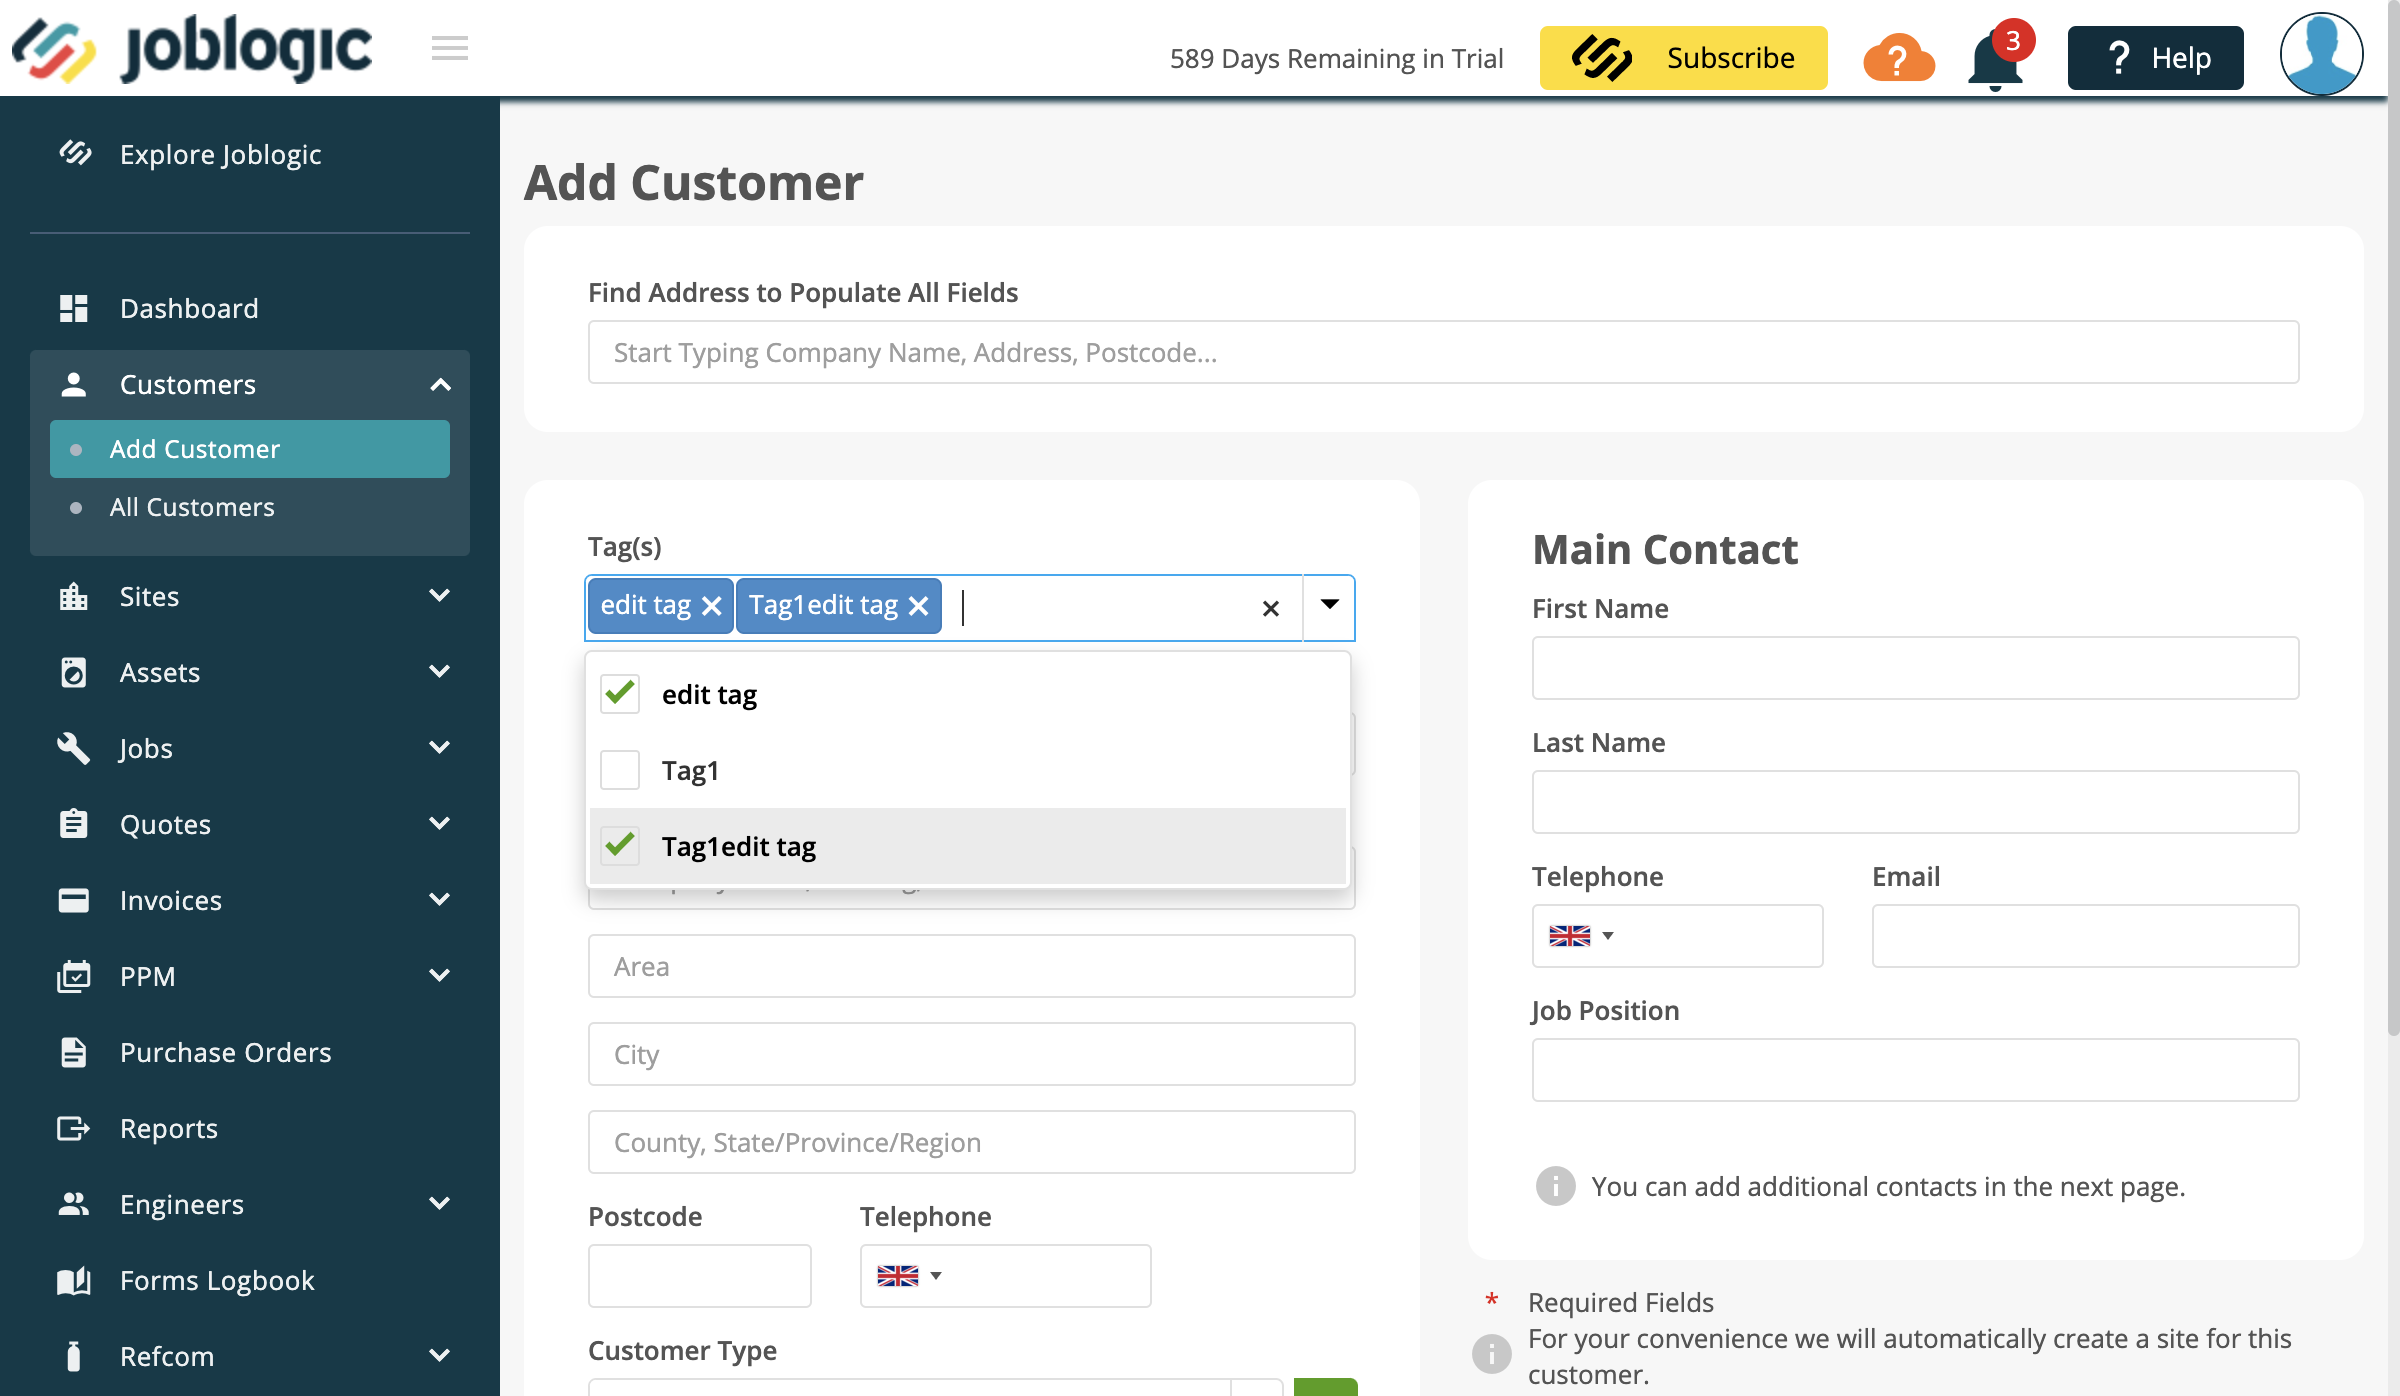 joblogic
589 Days Remaining in Trial
Subscribe
3
? Help
Explore Joblogic
Dashboard
Customers
Add Customer
All Customers
Sites
Assets
Jobs
Quotes
Invoices
PPM
Purchase Orders
Reports
Engineers
Forms Logbook
Refcom
Add Customer
Find Address to Populate All Fields
Start Typing Company Name, Address, Postcode...
Tag(s)
edit tag
Tag1edit tag
edit tag
Tag1
Tag1edit tag
Area
City
County, State/Province/Region
Postcode
Telephone
Customer Type
Main Contact
First Name
Last Name
Telephone
Email
Job Position
You can add additional contacts in the next page.
* Required Fields
For your convenience we will automatically create a site for this
customer.